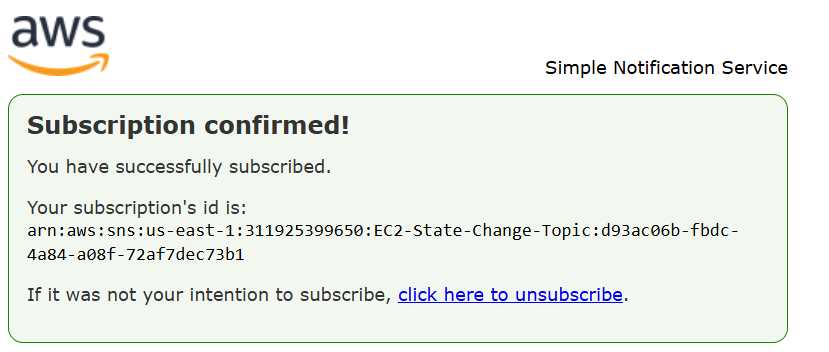 aws
Simple Notification Service
Subscription confirmed!
You have successfully subscribed.
Your subscription's id is:
arn:aws:sns:us-east-1:311925399650:EC2-State-Change-Topic:d93ac06b-fbdc-
4a84-a08f-72af7dec73b1
If it was not your intention to subscribe, click here to unsubscribe.